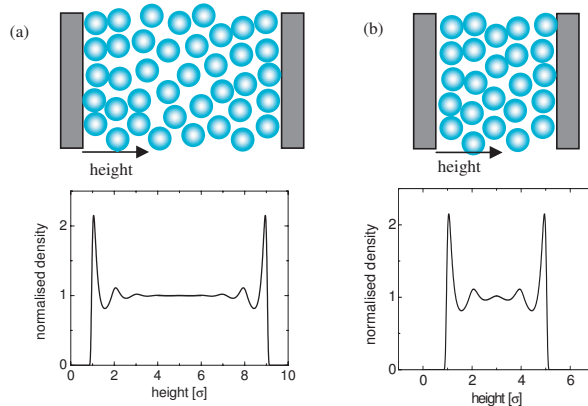 (a)
(b)
height
height
normalised density
2
1
0
0 2 4 6 8 10
height [σ]
normalised density
2
1
0
0 2 4 6
height [σ]